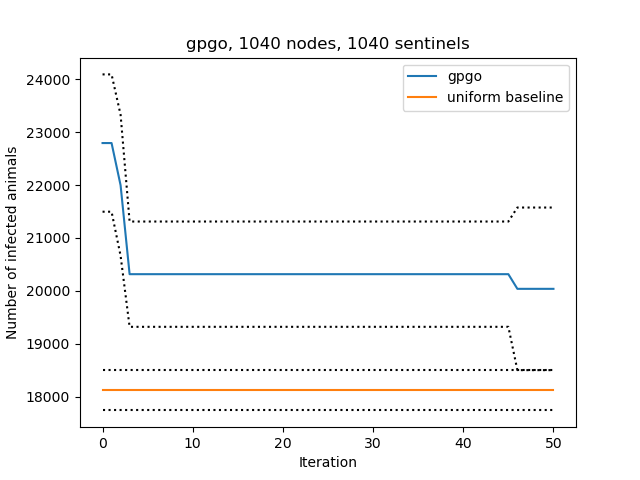 gpgo, 1040 nodes, 1040 sentinels
gpgo
uniform baseline
Number of infected animals
24000
23000
22000
21000
20000
19000
18000
0
10
20
30
40
50
Iteration